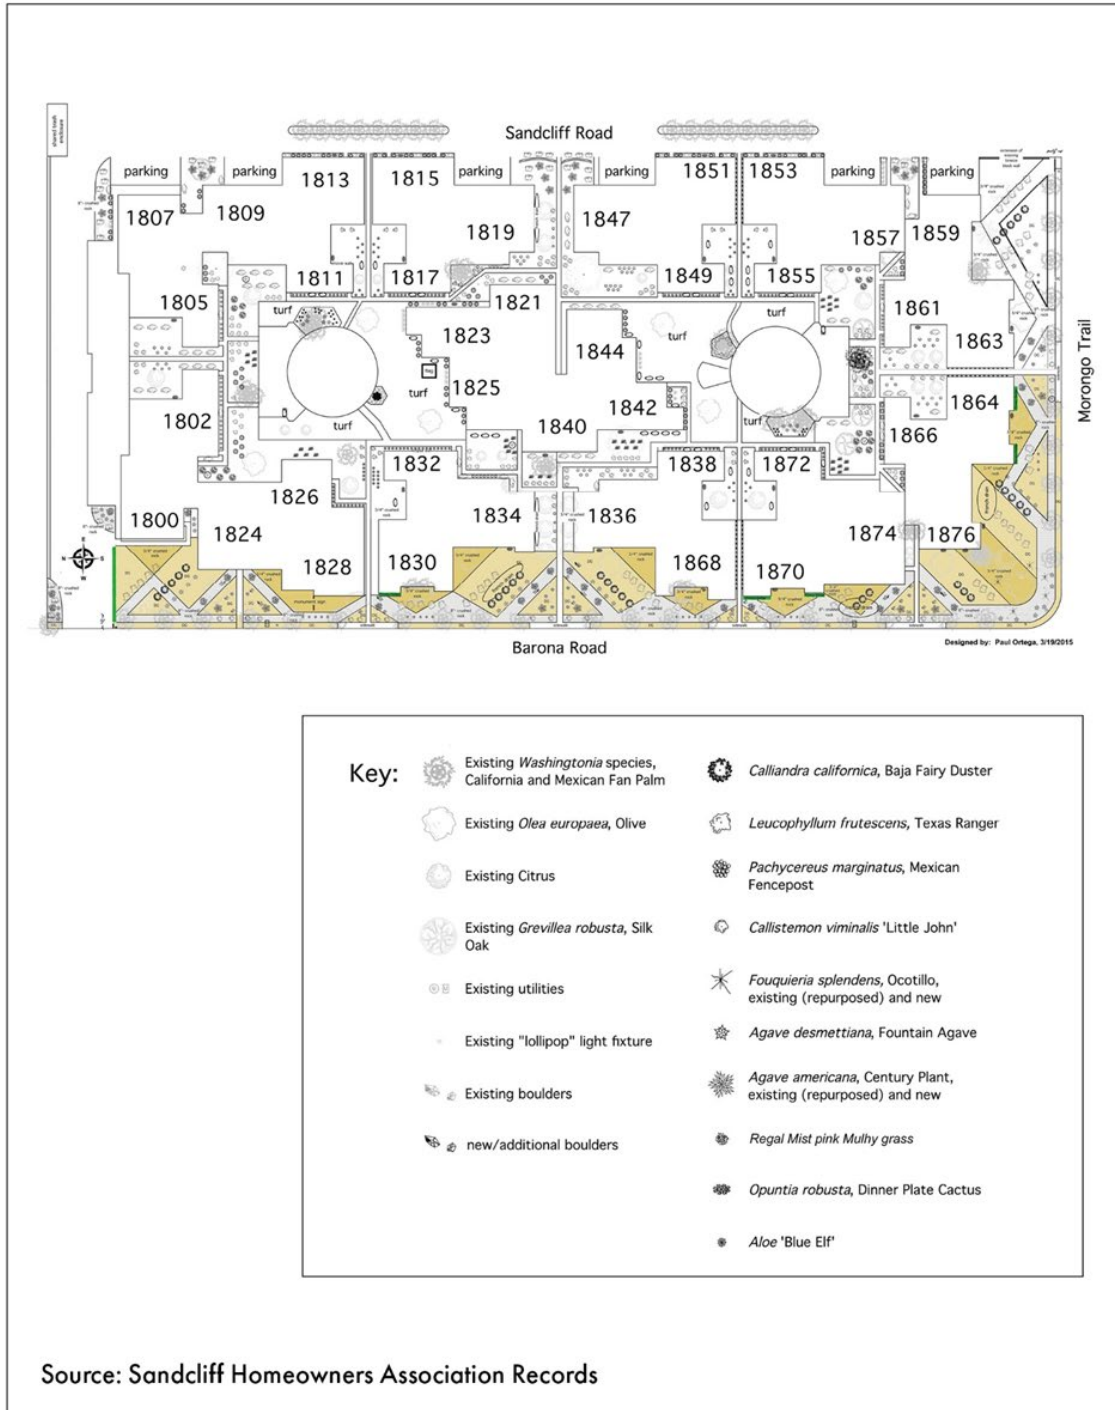 Sandcliff Road
shared trash
enclosure
parking
parking
parking
parking
parking
parking
1813
1815
1851
1853
1807
1809
1819
1847
1857
1859
1811
1817
1849
1855
1805
turf
1821
turf
1861
1823
turf
1844
1863
1825
turf
1842
1864
1802
turf
1840
turf
1866
1832
1838
1872
1826
1800
1824
1834
1836
1874
1876
1828
1830
1868
1870
monument sign
Morongo Trail
N
S
E
W
Barona Road
Designed by: Paul Ortega, 3/19/2015
Key:
Existing Washingtonia species,
California and Mexican Fan Palm
Existing Olea europaea, Olive
Existing Citrus
Existing Grevillea robusta, Silk
Oak
Existing utilities
Existing "lollipop" light fixture
Existing boulders
new/additional boulders
Calliandra californica, Baja Fairy Duster
Leucophyllum frutescens, Texas Ranger
Pachycereus marginatus, Mexican
Fencepost
Callistemon viminalis 'Little John'
Fouquieria splendens, Ocotillo,
existing (repurposed) and new
Agave desmettiana, Fountain Agave
Agave americana, Century Plant,
existing (repurposed) and new
Regal Mist pink Mulhy grass
Opuntia robusta, Dinner Plate Cactus
Aloe 'Blue Elf'
Source: Sandcliff Homeowners Association Records